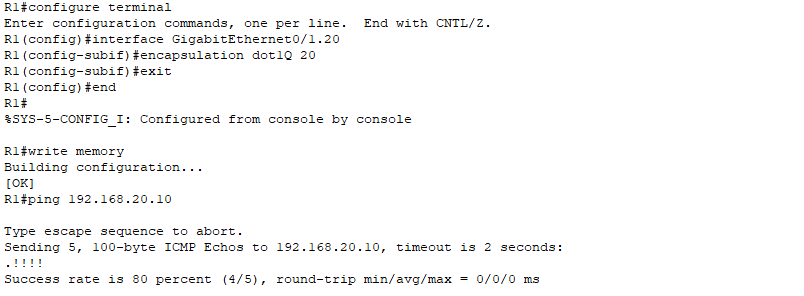 R1#configure terminal
Enter configuration commands, one per line.  End with CNTL/Z.
R1(config)#interface GigabitEthernet0/1.20
R1(config-subif)#encapsulation dot1Q 20
R1(config-subif)#exit
R1(config)#end
R1#
%SYS-5-CONFIG_I: Configured from console by console

R1#write memory
Building configuration...
[OK]
R1#ping 192.168.20.10

Type escape sequence to abort.
Sending 5, 100-byte ICMP Echos to 192.168.20.10, timeout is 2 seconds:
.!!!!
Success rate is 80 percent (4/5), round-trip min/avg/max = 0/0/0 ms